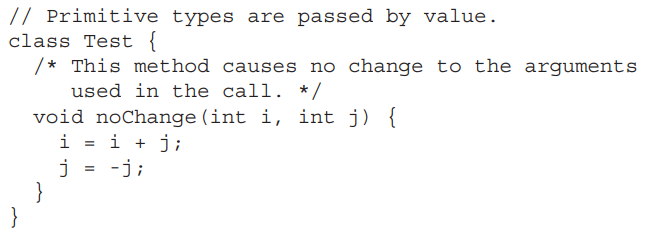 // Primitive types are passed by value.
class Test {
  /* This method causes no change to the arguments
     used in the call. */
  void noChange(int i, int j) {
    i = i + j;
    j = -j;
  }
}